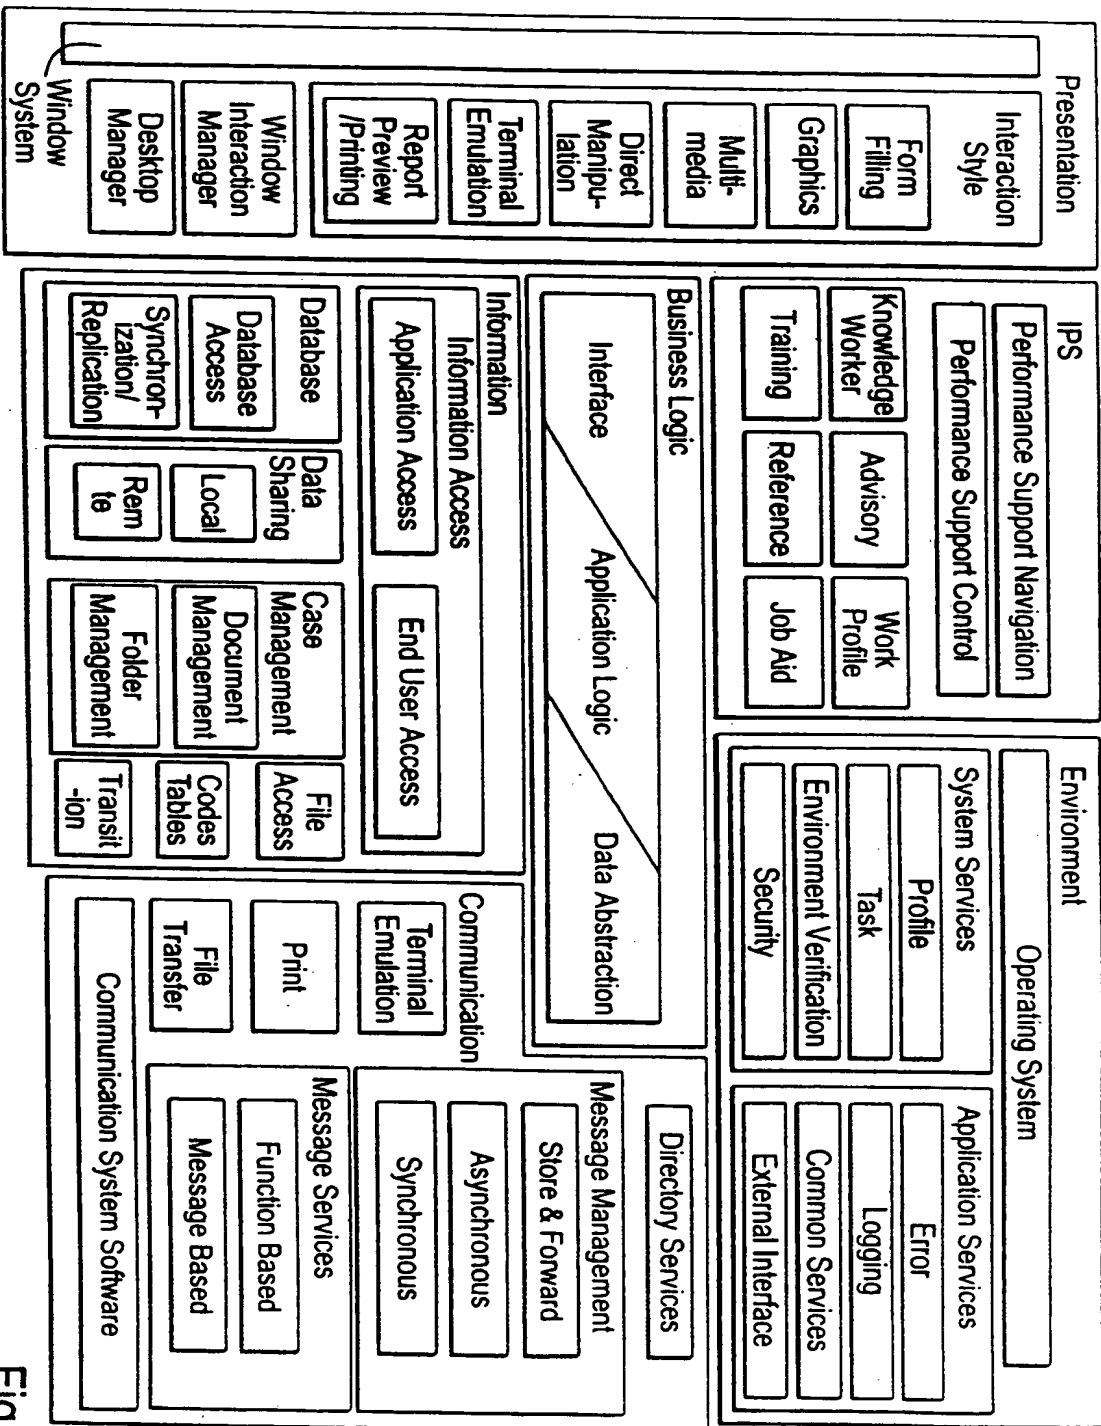 Presentation
Interaction
Style
Form
Filling
Graphics
Multi-
media
Direct
Manipu-
lation
Terminal
Emulation
Report
Preview
/Printing
Window
Interaction
Manager
Desktop
Manager
Window
System
IPS
Performance Support Navigation
Performance Support Control
Knowledge
Worker
Advisory
Work
Profile
Training
Reference
Job Aid
Environment
Operating System
System Services
Profile
Task
Environment Verification
Security
Application Services
Error
Logging
Common Services
External Interface
Business Logic
Interface
Application Logic
Data Abstraction
Information
Information Access
Application Access
End User Access
Database
Database
Access
Synchron-
ization/
Replication
Data
Sharing
Local
Rem
te
Case
Management
Document
Management
Folder
Management
File
Access
Codes
Tables
Transit
-ion
Communication
Terminal
Emulation
Print
File
Transfer
Directory Services
Message Management
Store & Forward
Asynchronous
Synchronous
Message Services
Function Based
Message Based
Communication System Software
Fig